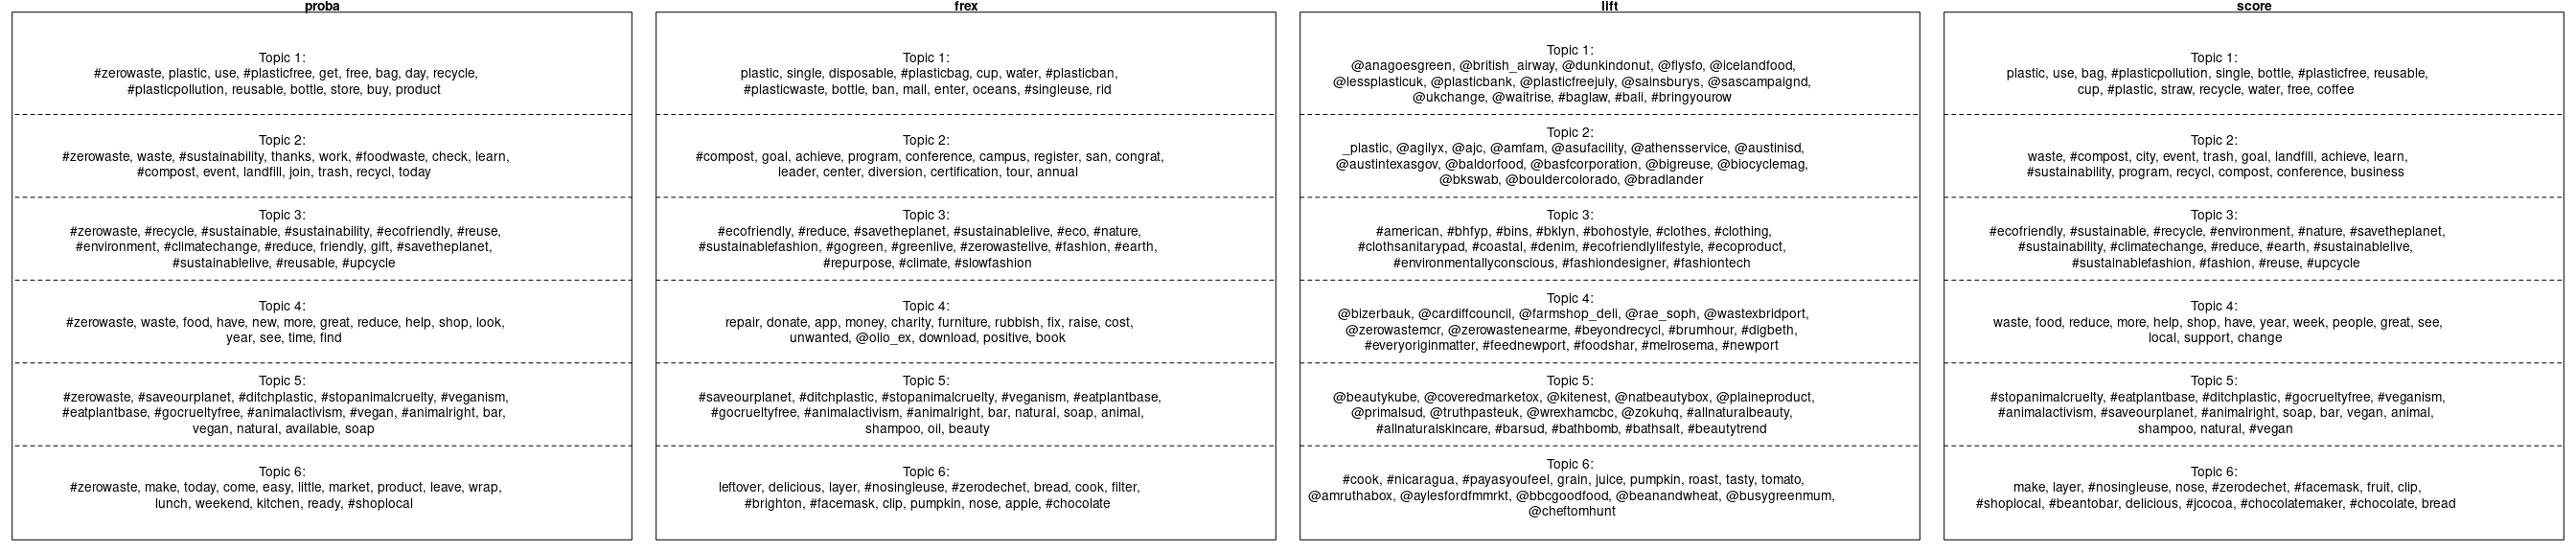 proba
Topic 1:
#zerowaste, plastic, use, #plasticfree, get, free, bag, day, recycle,
#plasticpollution, reusable, bottle, store, buy, product
Topic 2:
#zerowaste, waste, #sustainability, thanks, work, #foodwaste, check, learn,
#compost, event, landfill, join, trash, recycl, today
Topic 3:
#zerowaste, #recycle, #sustainable, #sustainability, #ecofriendly, #reuse,
#environment, #climatechange, #reduce, friendly, gift, #savetheplanet,
#sustainablelive, #reusable, #upcycle
Topic 4:
#zerowaste, waste, food, have, new, more, great, reduce, help, shop, look,
year, see, time, find
Topic 5:
#zerowaste, #saveourplanet, #ditchplastic, #stopanimalcruelty, #veganism,
#eatplantbase, #gocrueltyfree, #animalactivism, #vegan, #animalright, bar,
vegan, natural, available, soap
Topic 6:
#zerowaste, make, today, come, easy, little, market, product, leave, wrap,
lunch, weekend, kitchen, ready, #shoplocal
frex
Topic 1:
plastic, single, disposable, #plasticbag, cup, water, #plasticban,
#plasticwaste, bottle, ban, mail, enter, oceans, #singleuse, rid
Topic 2:
#compost, goal, achieve, program, conference, campus, register, san, congrat,
leader, center, diversion, certification, tour, annual
Topic 3:
#ecofriendly, #reduce, #savetheplanet, #sustainablelive, #eco, #nature,
#sustainablefashion, #gogreen, #greenlive, #zerowastelive, #fashion, #earth,
#repurpose, #climate, #slowfashion
Topic 4:
repair, donate, app, money, charity, furniture, rubbish, fix, raise, cost,
unwanted, @olio_ex, download, positive, book
Topic 5:
#saveourplanet, #ditchplastic, #stopanimalcruelty, #veganism, #eatplantbase,
#gocrueltyfree, #animalactivism, #animalright, bar, natural, soap, animal,
shampoo, oil, beauty
Topic 6:
leftover, delicious, layer, #nosingleuse, #zerodechet, bread, cook, filter,
#brighton, #facemask, clip, pumpkin, nose, apple, #chocolate
lift
Topic 1:
@anagoesgreen, @british_airway, @dunkindonut, @flysfo, @icelandfood,
@lessplasticuk, @plasticbank, @plasticfreejuly, @sainsburys, @sascampaignd,
@ukchange, @waitrise, #baglaw, #bali, #bringyourow
Topic 2:
_plastic, @agilyx, @ajc, @amfam, @asufacility, @athensservice, @austinisd,
@austintexasgov, @baldorfood, @basfcorporation, @bigreuse, @biocyclemag,
@bkswab, @bouldercolorado, @bradlander
Topic 3:
#american, #bhfyp, #bins, #bklyn, #bohostyle, #clothes, #clothing,
#clothsanitarypad, #coastal, #denim, #ecofriendlylifestyle, #ecoproduct,
#environmentallyconscious, #fashiondesigner, #fashiontech
Topic 4:
@bizerbauk, @cardiffcouncil, @farmshop_deli, @rae_soph, @wastexbridport,
@zerowastemcr, @zerowastenearme, #beyondrecycl, #brumhour, #digbeth,
#everyoriginmatter, #feednewport, #foodshar, #melrosema, #newport
Topic 5:
@beautykube, @coveredmarketox, @kitenest, @natbeautybox, @plaineproduct,
@primalsud, @truthpasteuk, @wrexhamcbc, @zokuhq, #allnaturalbeauty,
#allnaturalskincare, #barsud, #bathbomb, #bathsalt, #beautytrend
Topic 6:
#cook, #nicaragua, #payasyoufeel, grain, juice, pumpkin, roast, tasty, tomato,
@amruthabox, @aylesfordfmmrkt, @bbcgoodfood, @beanandwheat, @busygreenmum,
@cheftomhunt
score
Topic 1:
plastic, use, bag, #plasticpollution, single, bottle, #plasticfree, reusable,
cup, #plastic, straw, recycle, water, free, coffee
Topic 2:
waste, #compost, city, event, trash, goal, landfill, achieve, learn,
#sustainability, program, recycl, compost, conference, business
Topic 3:
#ecofriendly, #sustainable, #recycle, #environment, #nature, #savetheplanet,
#sustainability, #climatechange, #reduce, #earth, #sustainablelive,
#sustainablefashion, #fashion, #reuse, #upcycle
Topic 4:
waste, food, reduce, more, help, shop, have, year, week, people, great, see,
local, support, change
Topic 5:
#stopanimalcruelty, #eatplantbase, #ditchplastic, #gocrueltyfree, #veganism,
#animalactivism, #saveourplanet, #animalright, soap, bar, vegan, animal,
shampoo, natural, #vegan
Topic 6:
make, layer, #nosingleuse, nose, #zerodechet, #facemask, fruit, clip,
#shoplocal, #beantobar, delicious, #jcocoa, #chocolatemaker, #chocolate, bread